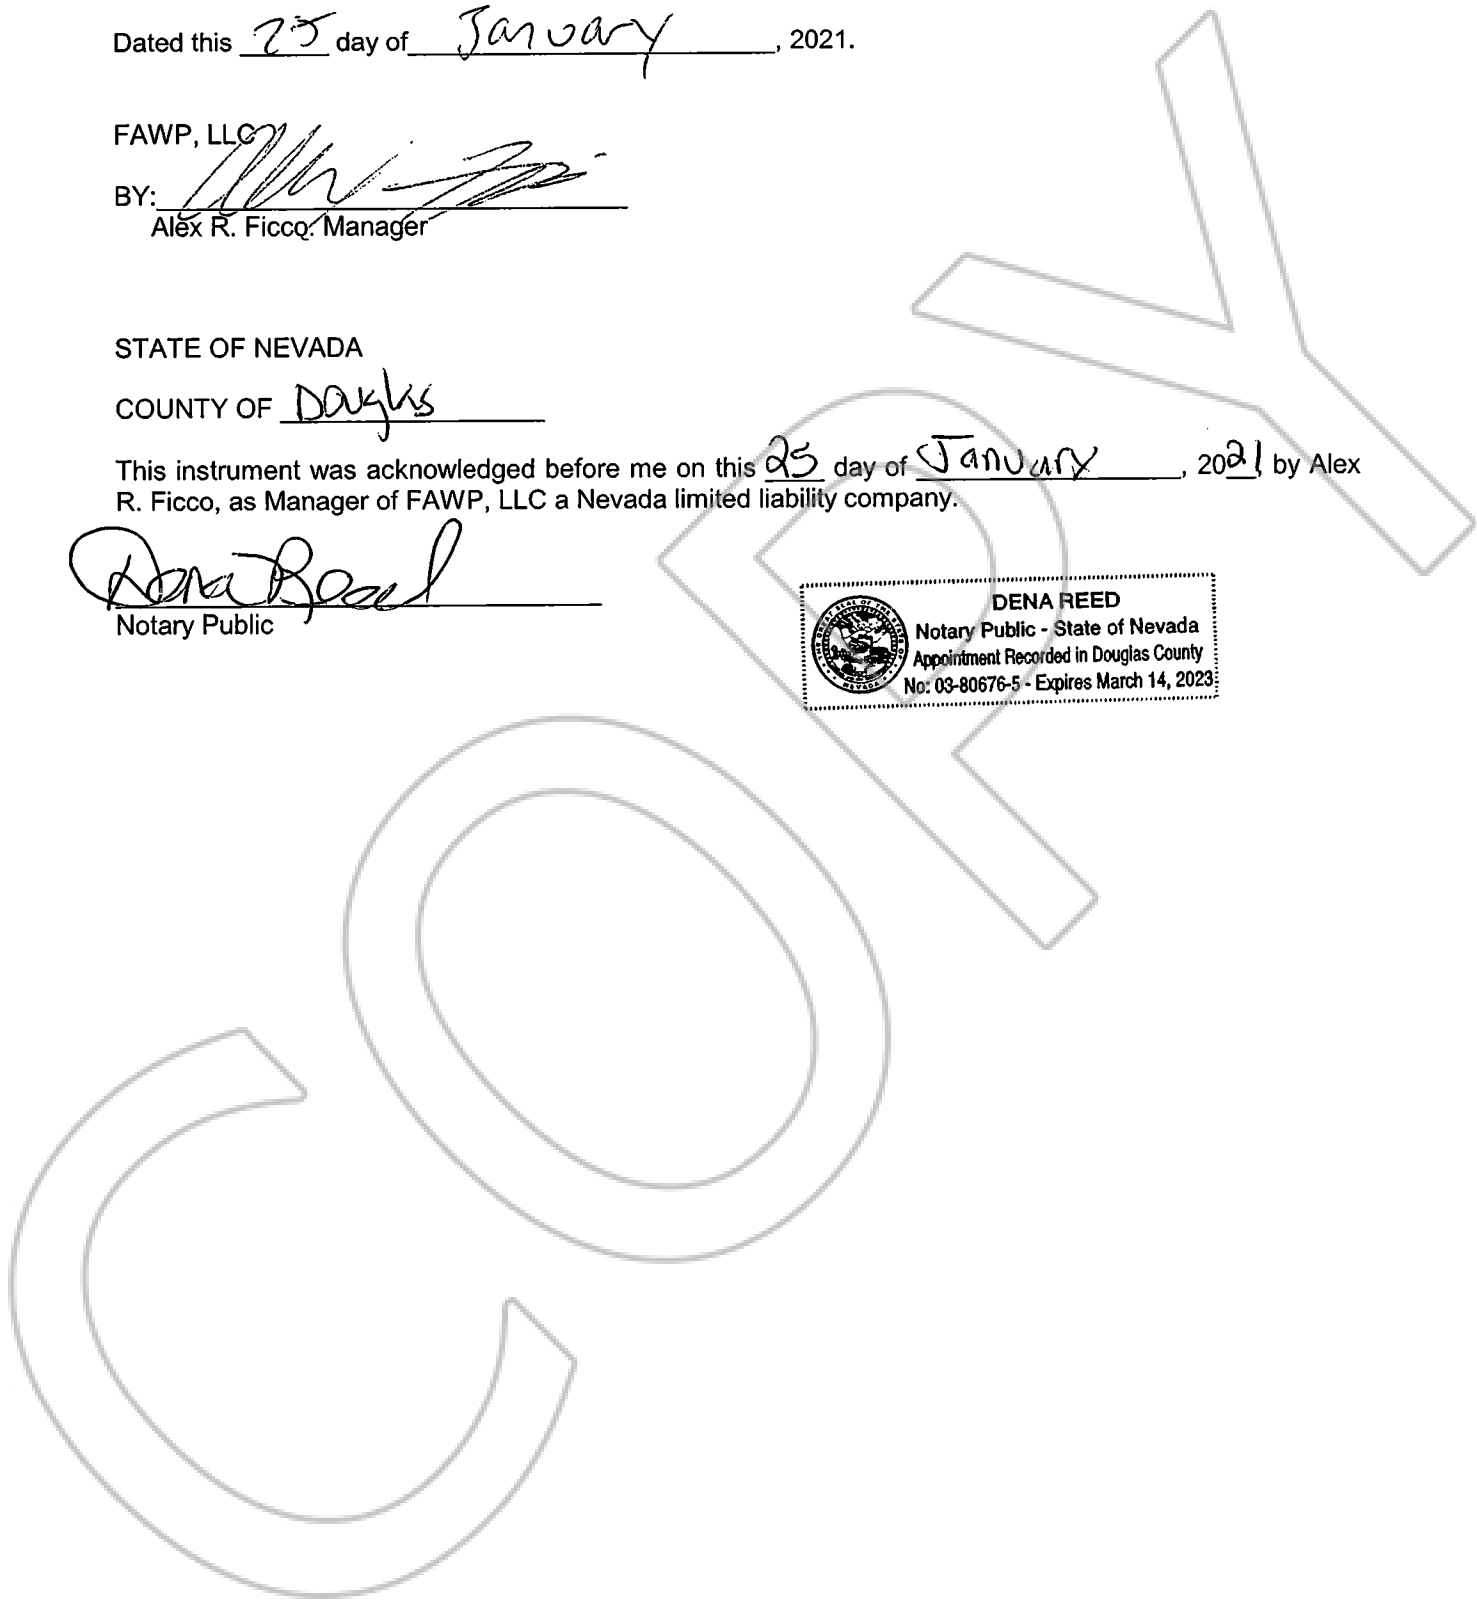 Dated this 25 day of January, 2021.
FAWP, LLC
BY:
Alex R. Ficco, Manager
STATE OF NEVADA
COUNTY OF Douglas
This instrument was acknowledged before me on this 25 day of January, 2021 by Alex
R. Ficco, as Manager of FAWP, LLC a Nevada limited liability company.
Dena Reed
Notary Public
DENA REED
Notary Public - State of Nevada
Appointment Recorded in Douglas County
No: 03-80676-5 - Expires March 14, 2023
COPY